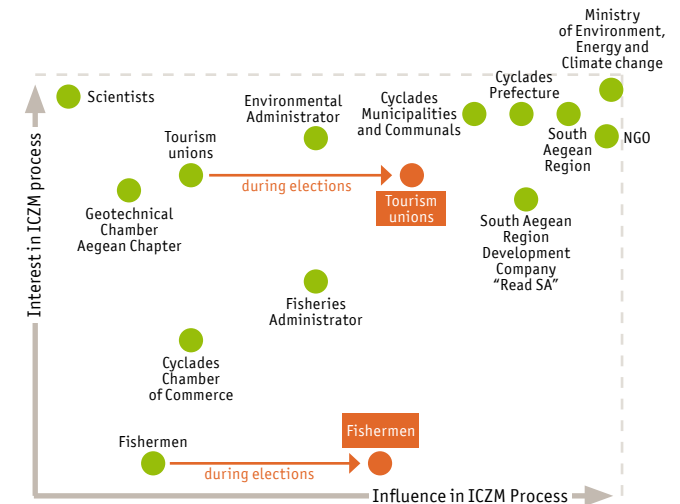 Ministry
of Environment,
Energy and
Climate change
Cyclades
Prefecture
Scientists
Environmental
Administrator
Cyclades
Municipalities
and Communals
South
Aegean
Region
NGO
Tourism
unions
during elections
Tourism
unions
Geotechnical
Chamber
Aegean Chapter
South Aegean
Region
Development
Company
“Read SA”
Interest in ICZM process
Fisheries
Administrator
Cyclades
Chamber
of Commerce
Fishermen
during elections
Fishermen
Influence in ICZM Process